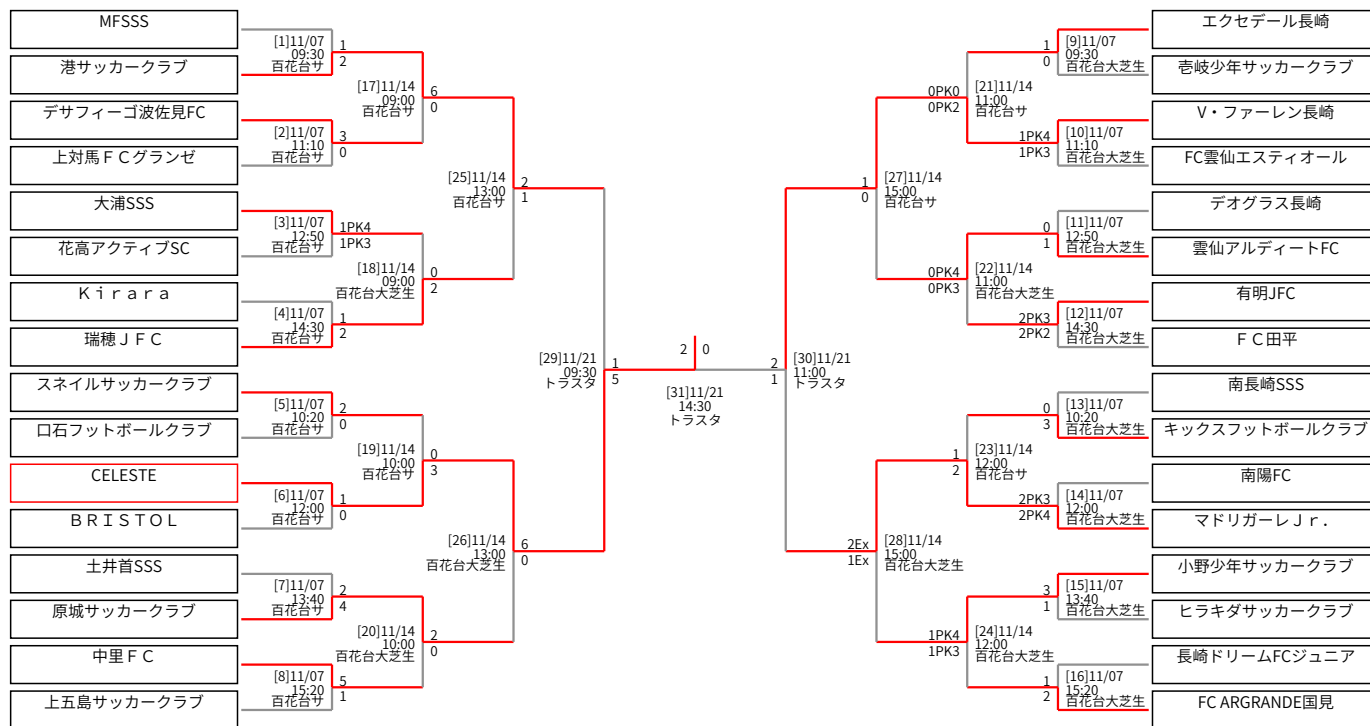 MFSSS
港サッカークラブ
デサフィーゴ波佐見FC
上対馬ＦＣグランゼ
大浦SSS
花高アクティブSC
Ｋｉｒａｒａ
瑞穂ＪＦＣ
スネイルサッカークラブ
口石フットボールクラブ
CELESTE
ＢＲＩＳＴＯＬ
土井首SSS
原城サッカークラブ
中里ＦＣ
上五島サッカークラブ
[1]11/07
09:30
百花台サ
1
2
[2]11/07
11:10
百花台サ
3
0
[3]11/07
12:50
百花台サ
1PK4
1PK3
[4]11/07
14:30
百花台サ
1
2
[5]11/07
10:20
百花台サ
2
0
[6]11/07
12:00
百花台サ
1
0
[7]11/07
13:40
百花台サ
2
4
[8]11/07
15:20
百花台サ
5
1
[17]11/14
09:00
百花台サ
6
0
[18]11/14
09:00
百花台大芝生
0
2
[19]11/14
10:00
百花台サ
0
3
[20]11/14
10:00
百花台大芝生
2
0
[25]11/14
13:00
百花台サ
2
1
[26]11/14
13:00
百花台大芝生
6
0
[29]11/21
09:30
トラスタ
1
5
2
0
[31]11/21
14:30
トラスタ
2
1
[30]11/21
11:00
トラスタ
1
0
[27]11/14
15:00
百花台サ
2Ex
1Ex
[28]11/14
15:00
百花台大芝生
0PK0
0PK2
[21]11/14
11:00
百花台サ
0PK4
0PK3
[22]11/14
11:00
百花台大芝生
1
2
[23]11/14
12:00
百花台サ
1PK4
1PK3
[24]11/14
12:00
百花台大芝生
1
0
[9]11/07
09:30
百花台大芝生
1PK4
1PK3
[10]11/07
11:10
百花台大芝生
0
1
[11]11/07
12:50
百花台大芝生
2PK3
2PK2
[12]11/07
14:30
百花台大芝生
0
3
[13]11/07
10:20
百花台大芝生
2PK3
2PK4
[14]11/07
12:00
百花台大芝生
3
1
[15]11/07
13:40
百花台大芝生
1
2
[16]11/07
15:20
百花台大芝生
エクセデール長崎
壱岐少年サッカークラブ
V・ファーレン長崎
FC雲仙エスティオール
デオグラス長崎
雲仙アルディートFC
有明JFC
ＦＣ田平
南長崎SSS
キックスフットボールクラブ
南陽FC
マドリガーレＪｒ.
小野少年サッカークラブ
ヒラキダサッカークラブ
長崎ドリームFCジュニア
FC ARGRANDE国見